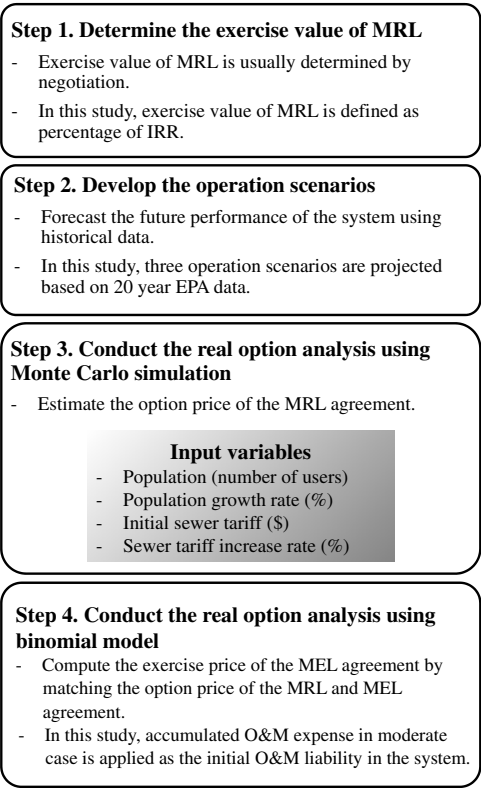 Step 1. Determine the exercise value of MRL
- Exercise value of MRL is usually determined by
negotiation.
- In this study, exercise value of MRL is defined as
percentage of IRR.
Step 2. Develop the operation scenarios
- Forecast the future performance of the system using
historical data.
- In this study, three operation scenarios are projected
based on 20 year EPA data.
Step 3. Conduct the real option analysis using
Monte Carlo simulation
- Estimate the option price of the MRL agreement.
Input variables
- Population (number of users)
- Population growth rate (%)
- Initial sewer tariff ($)
- Sewer tariff increase rate (%)
Step 4. Conduct the real option analysis using
binomial model
- Compute the exercise price of the MEL agreement by
matching the option price of the MRL and MEL
agreement.
- In this study, accumulated O&M expense in moderate
case is applied as the initial O&M liability in the system.